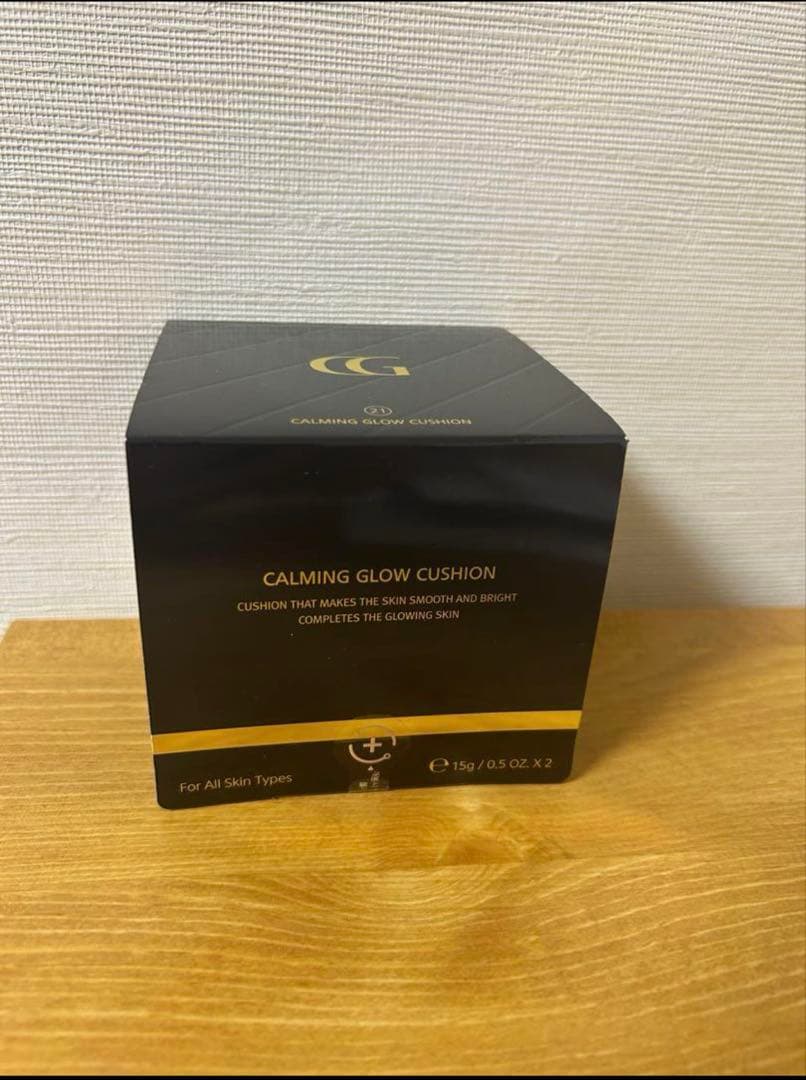 CG
21
CALMING GLOW CUSHION
CALMING GLOW CUSHION
CUSHION THAT MAKES THE SKIN SMOOTH AND BRIGHT
COMPLETES THE GLOWING SKIN
For All Skin Types
℮ 15g / 0.5 OZ. X 2